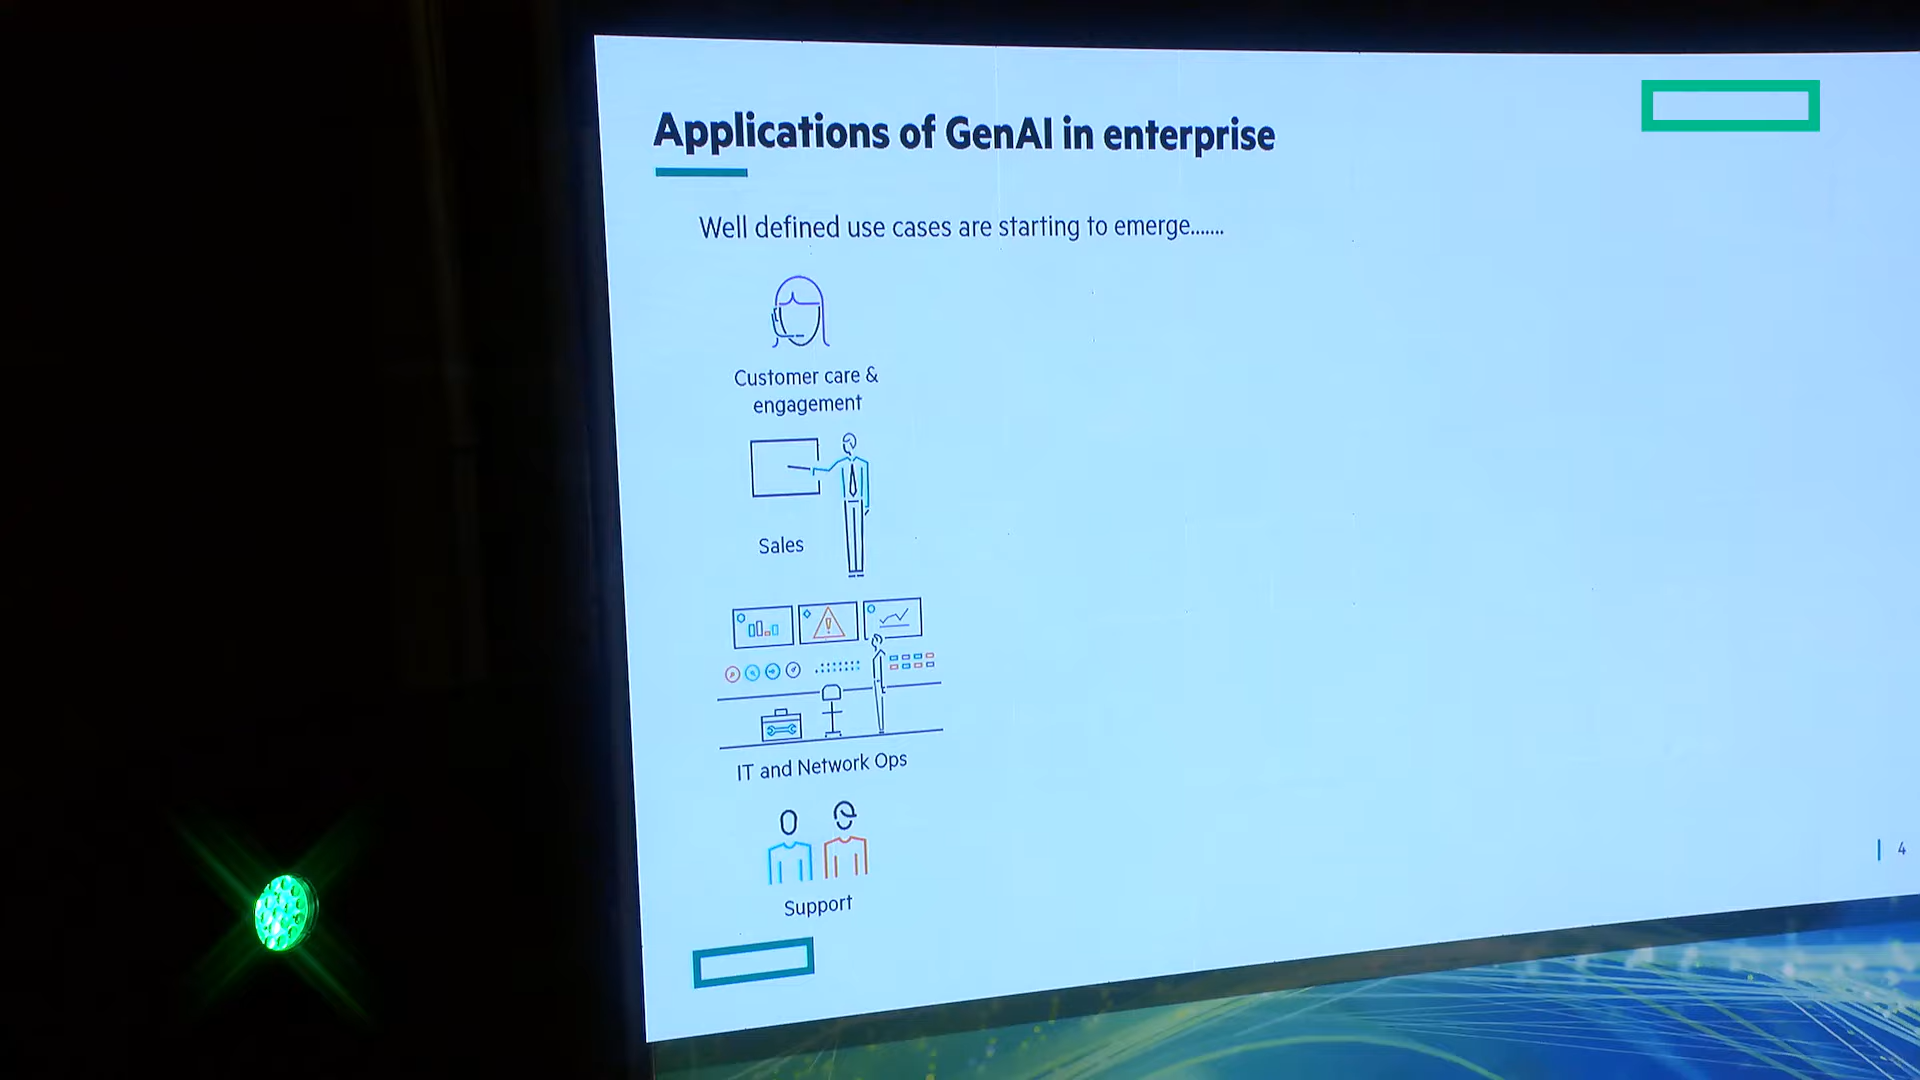 Applications of GenAI in enterprise
Well defined use cases are starting to emerge.......
Customer care &
engagement
Sales
IT and Network Ops
Support
4